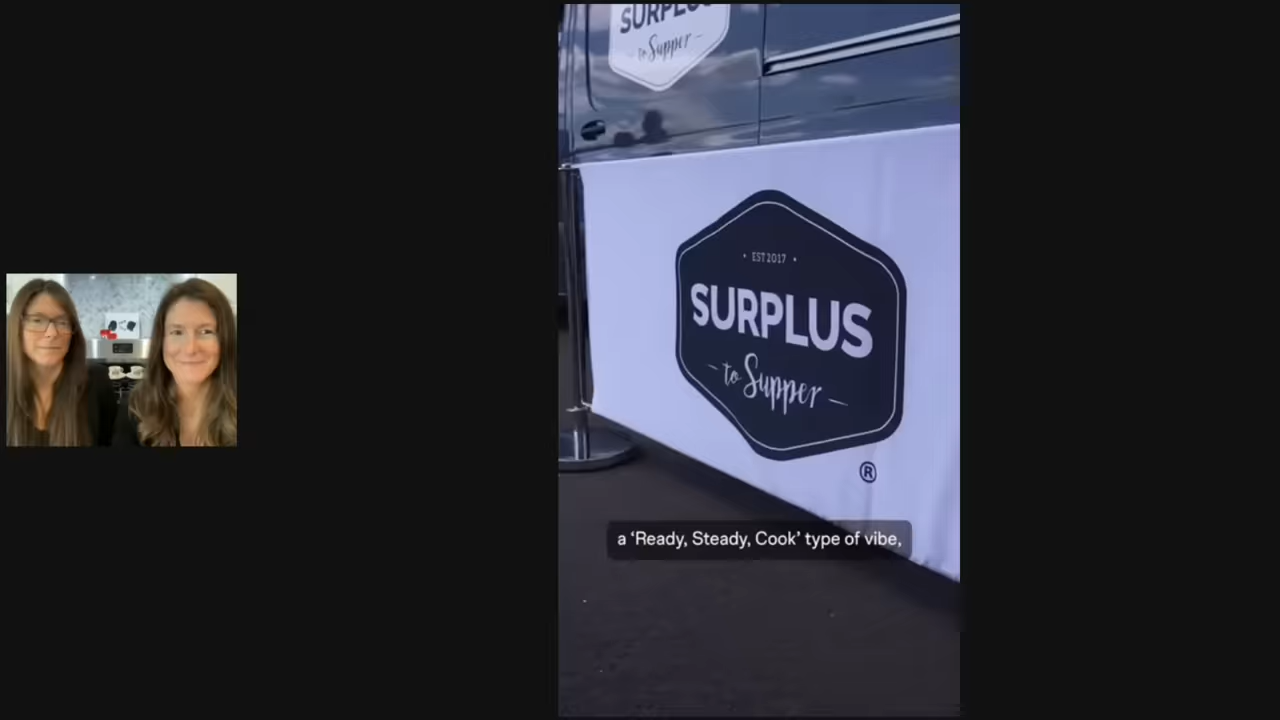 SURPLUS
to Supper
EST 2017
SURPLUS
to Supper
®
a ‘Ready, Steady, Cook’ type of vibe,